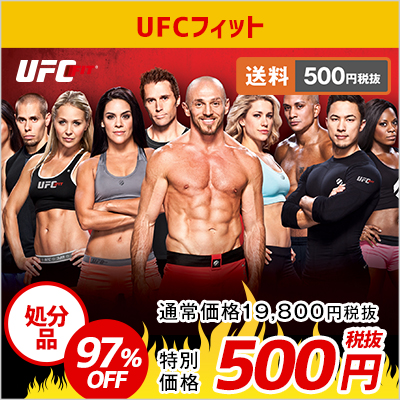 UFCフィット
UFC FIT
送料 500円税抜
UFC
処分品
97%OFF
通常価格19,800円税抜
特別価格 500円税抜